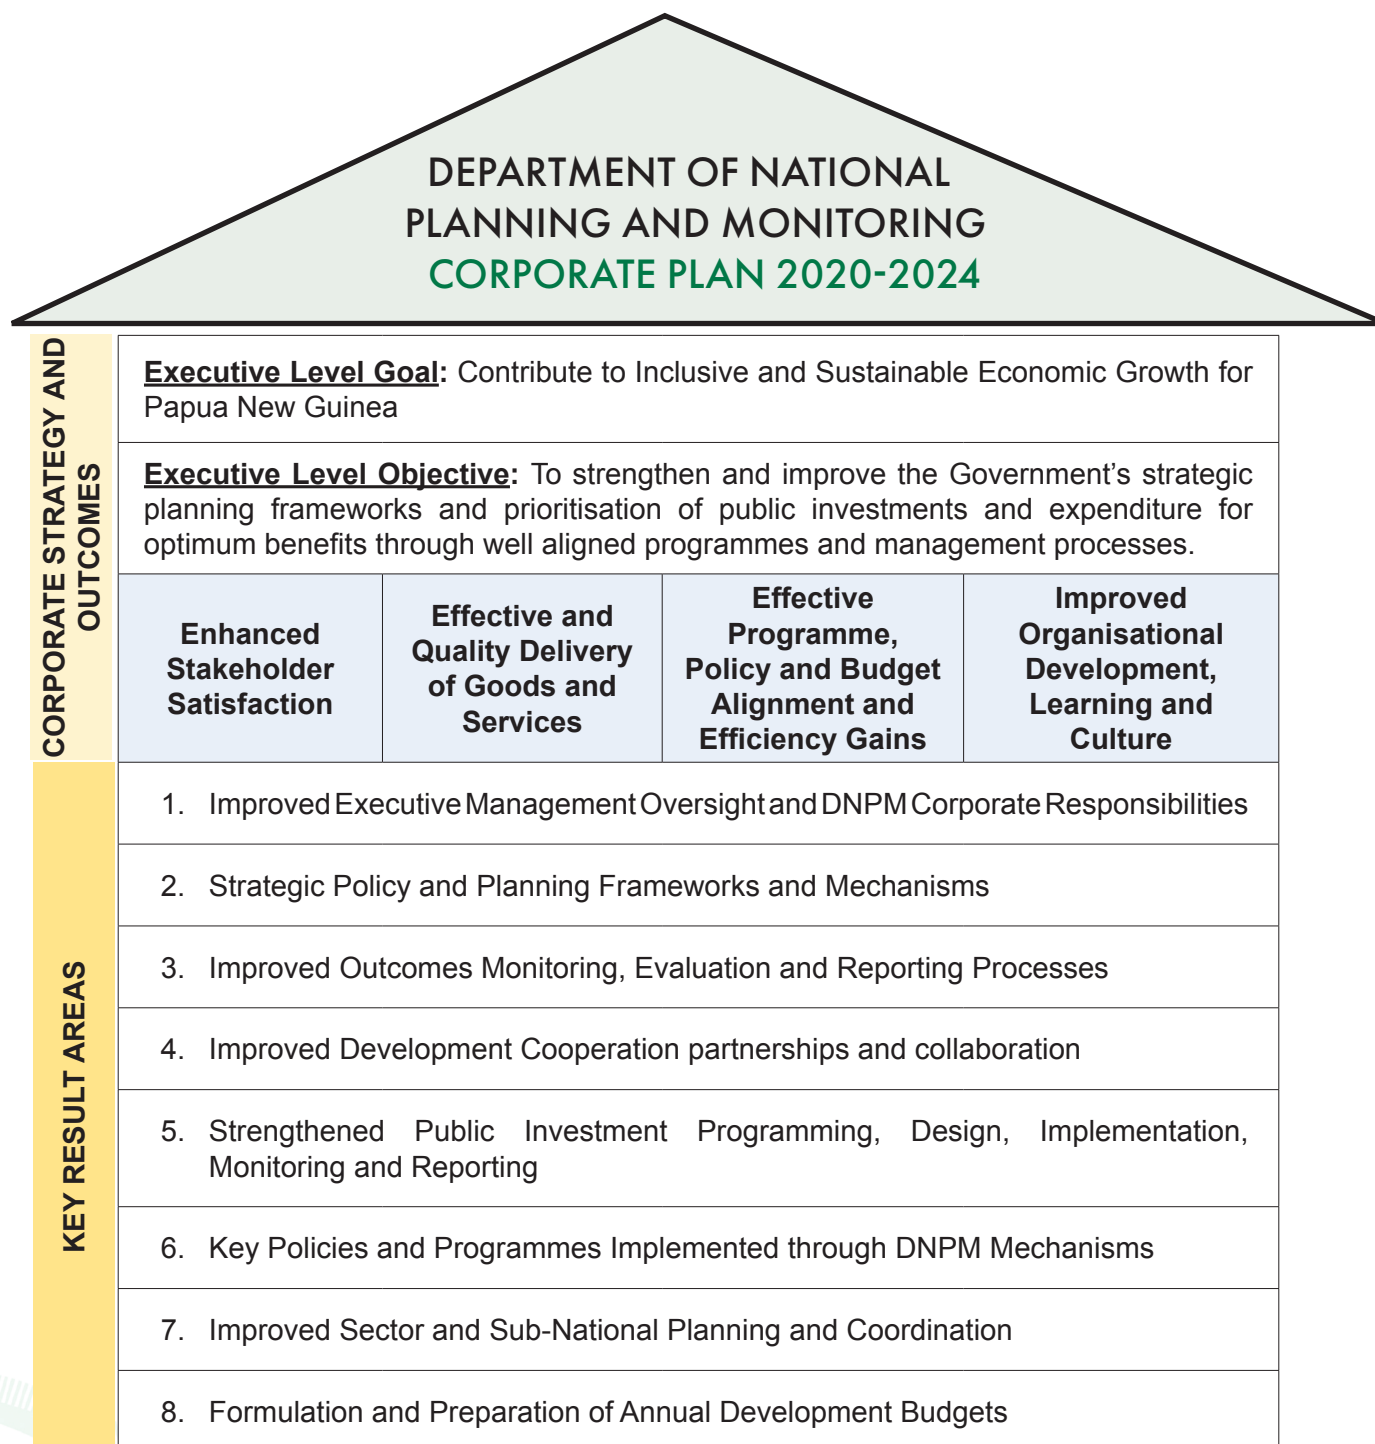 DEPARTMENT OF NATIONAL
PLANNING AND MONITORING
CORPORATE PLAN 2020-2024
CORPORATE STRATEGY AND
OUTCOMES
Executive Level Goal: Contribute to Inclusive and Sustainable Economic Growth for
Papua New Guinea
Executive Level Objective: To strengthen and improve the Government’s strategic
planning frameworks and prioritisation of public investments and expenditure for
optimum benefits through well aligned programmes and management processes.
Enhanced
Stakeholder
Satisfaction
Effective and
Quality Delivery
of Goods and
Services
Effective
Programme,
Policy and Budget
Alignment and
Efficiency Gains
Improved
Organisational
Development,
Learning and
Culture
KEY RESULT AREAS
1. Improved Executive Management Oversight and DNPM Corporate Responsibilities
2. Strategic Policy and Planning Frameworks and Mechanisms
3. Improved Outcomes Monitoring, Evaluation and Reporting Processes
4. Improved Development Cooperation partnerships and collaboration
5. Strengthened Public Investment Programming, Design, Implementation,
Monitoring and Reporting
6. Key Policies and Programmes Implemented through DNPM Mechanisms
7. Improved Sector and Sub-National Planning and Coordination
8. Formulation and Preparation of Annual Development Budgets